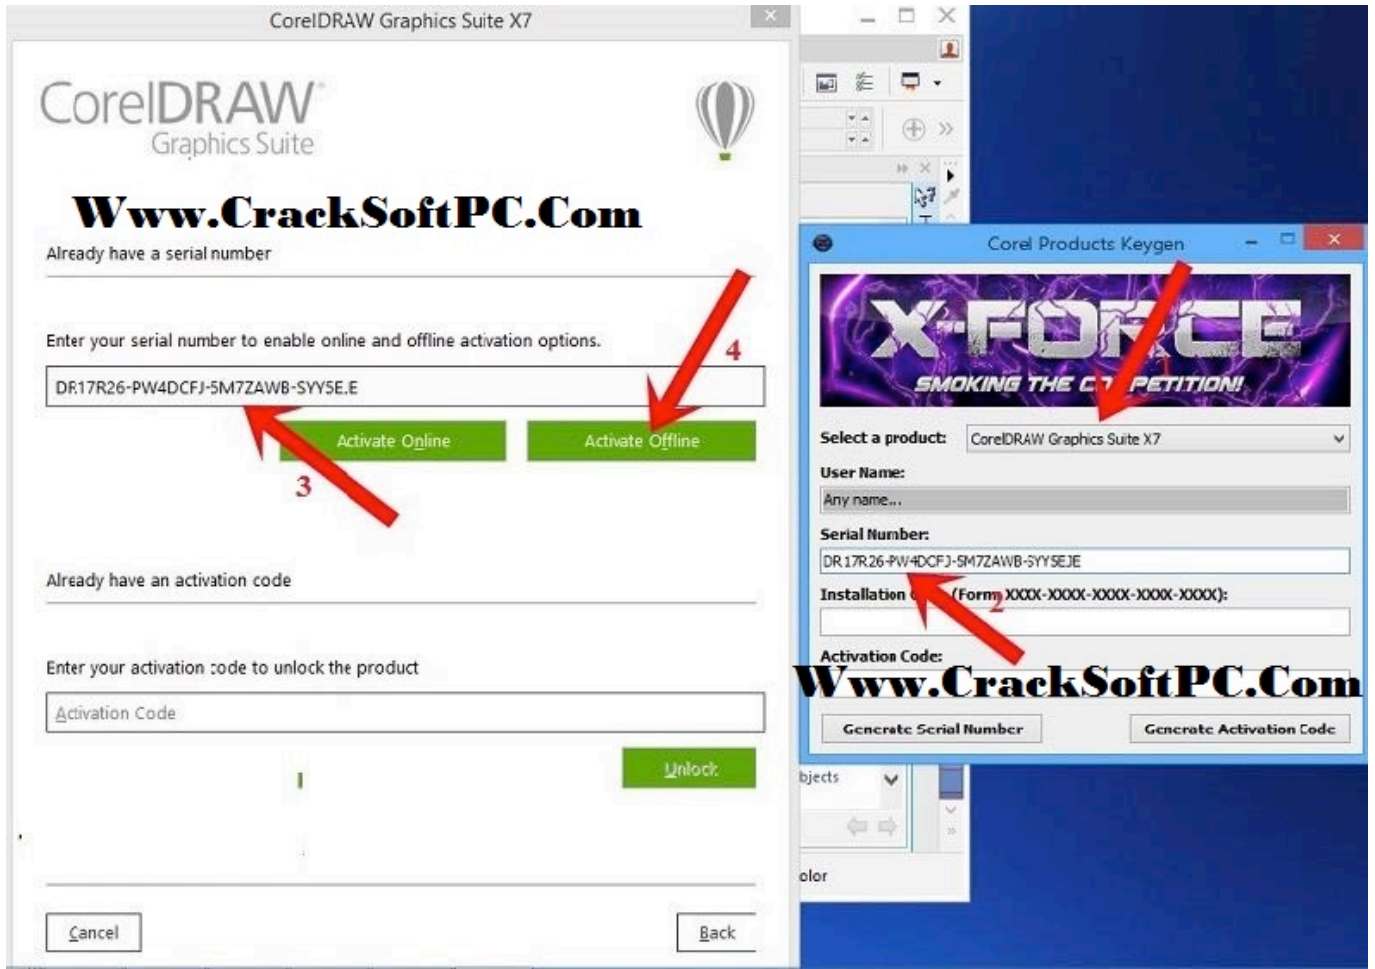 CorelDRAW Graphics Suite X7
CorelDRAW
Graphics Suite
Www.CrackSoftPC.Com
Already have a serial number
Enter your serial number to enable online and offline activation options.
4
DR17R26-PW4DCFJ-5M7ZAWB-SYY5EJE
Activate Online
Activate Offline
3
Already have an activation code
Enter your activation code to unlock the product
Activation Code
Unlock
Cancel
Back
Corel Products Keygen
X-FORCE
1
SMOKING THE COMPETITION!
Select a product: CorelDRAW Graphics Suite X7
User Name:
Any name...
Serial Number:
DR17R26-PW4DCFJ-5M7ZAWB-SYY5EJE
Installation (Form: XXXX-XXXX-XXXX-XXXX-XXXX):
2
Activation Code:
Www.CrackSoftPC.Com
Generate Serial Number
Generate Activation Code
bjects
olor